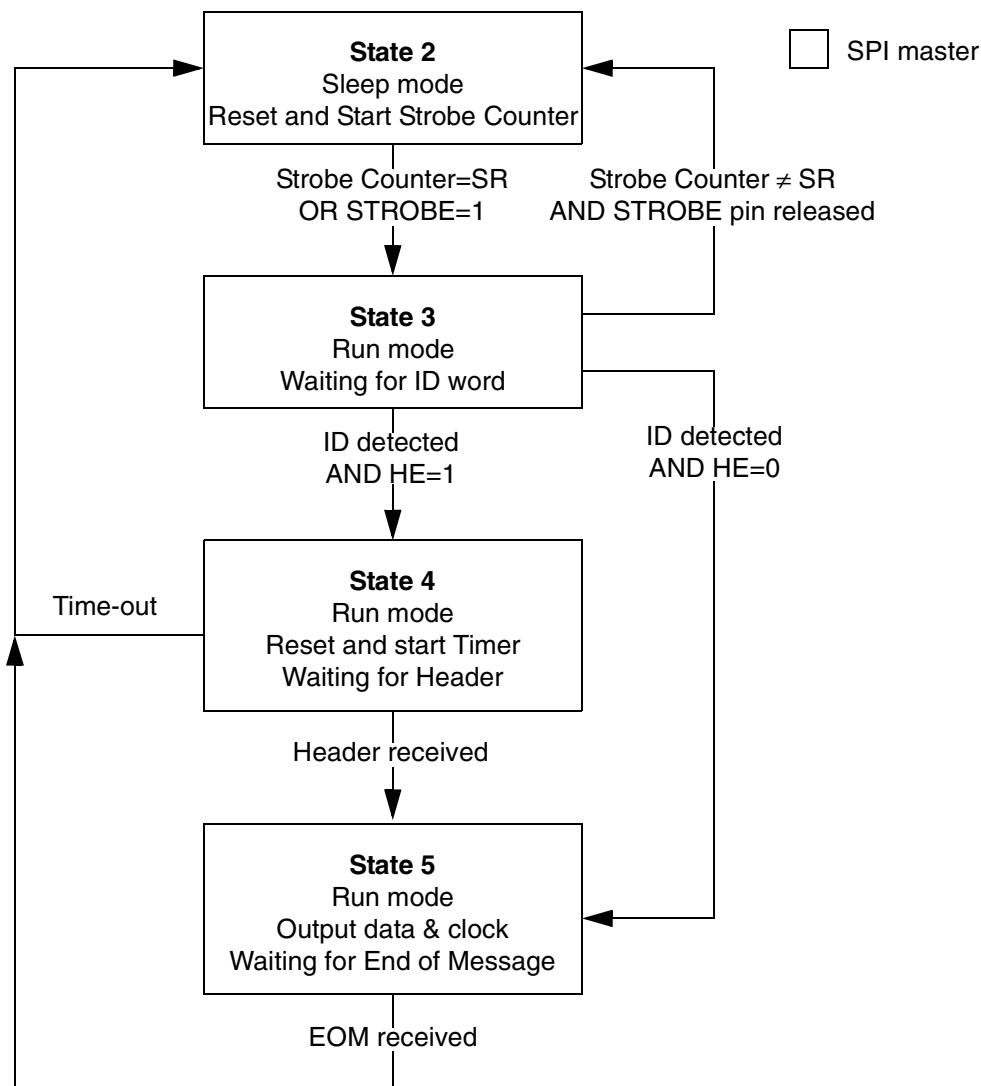 State 2
Sleep mode
Reset and Start Strobe Counter
SPI master
Strobe Counter=SR
OR STROBE=1
Strobe Counter ≠ SR
AND STROBE pin released
State 3
Run mode
Waiting for ID word
ID detected
AND HE=1
ID detected
AND HE=0
State 4
Run mode
Reset and start Timer
Waiting for Header
Time-out
Header received
State 5
Run mode
Output data & clock
Waiting for End of Message
EOM received